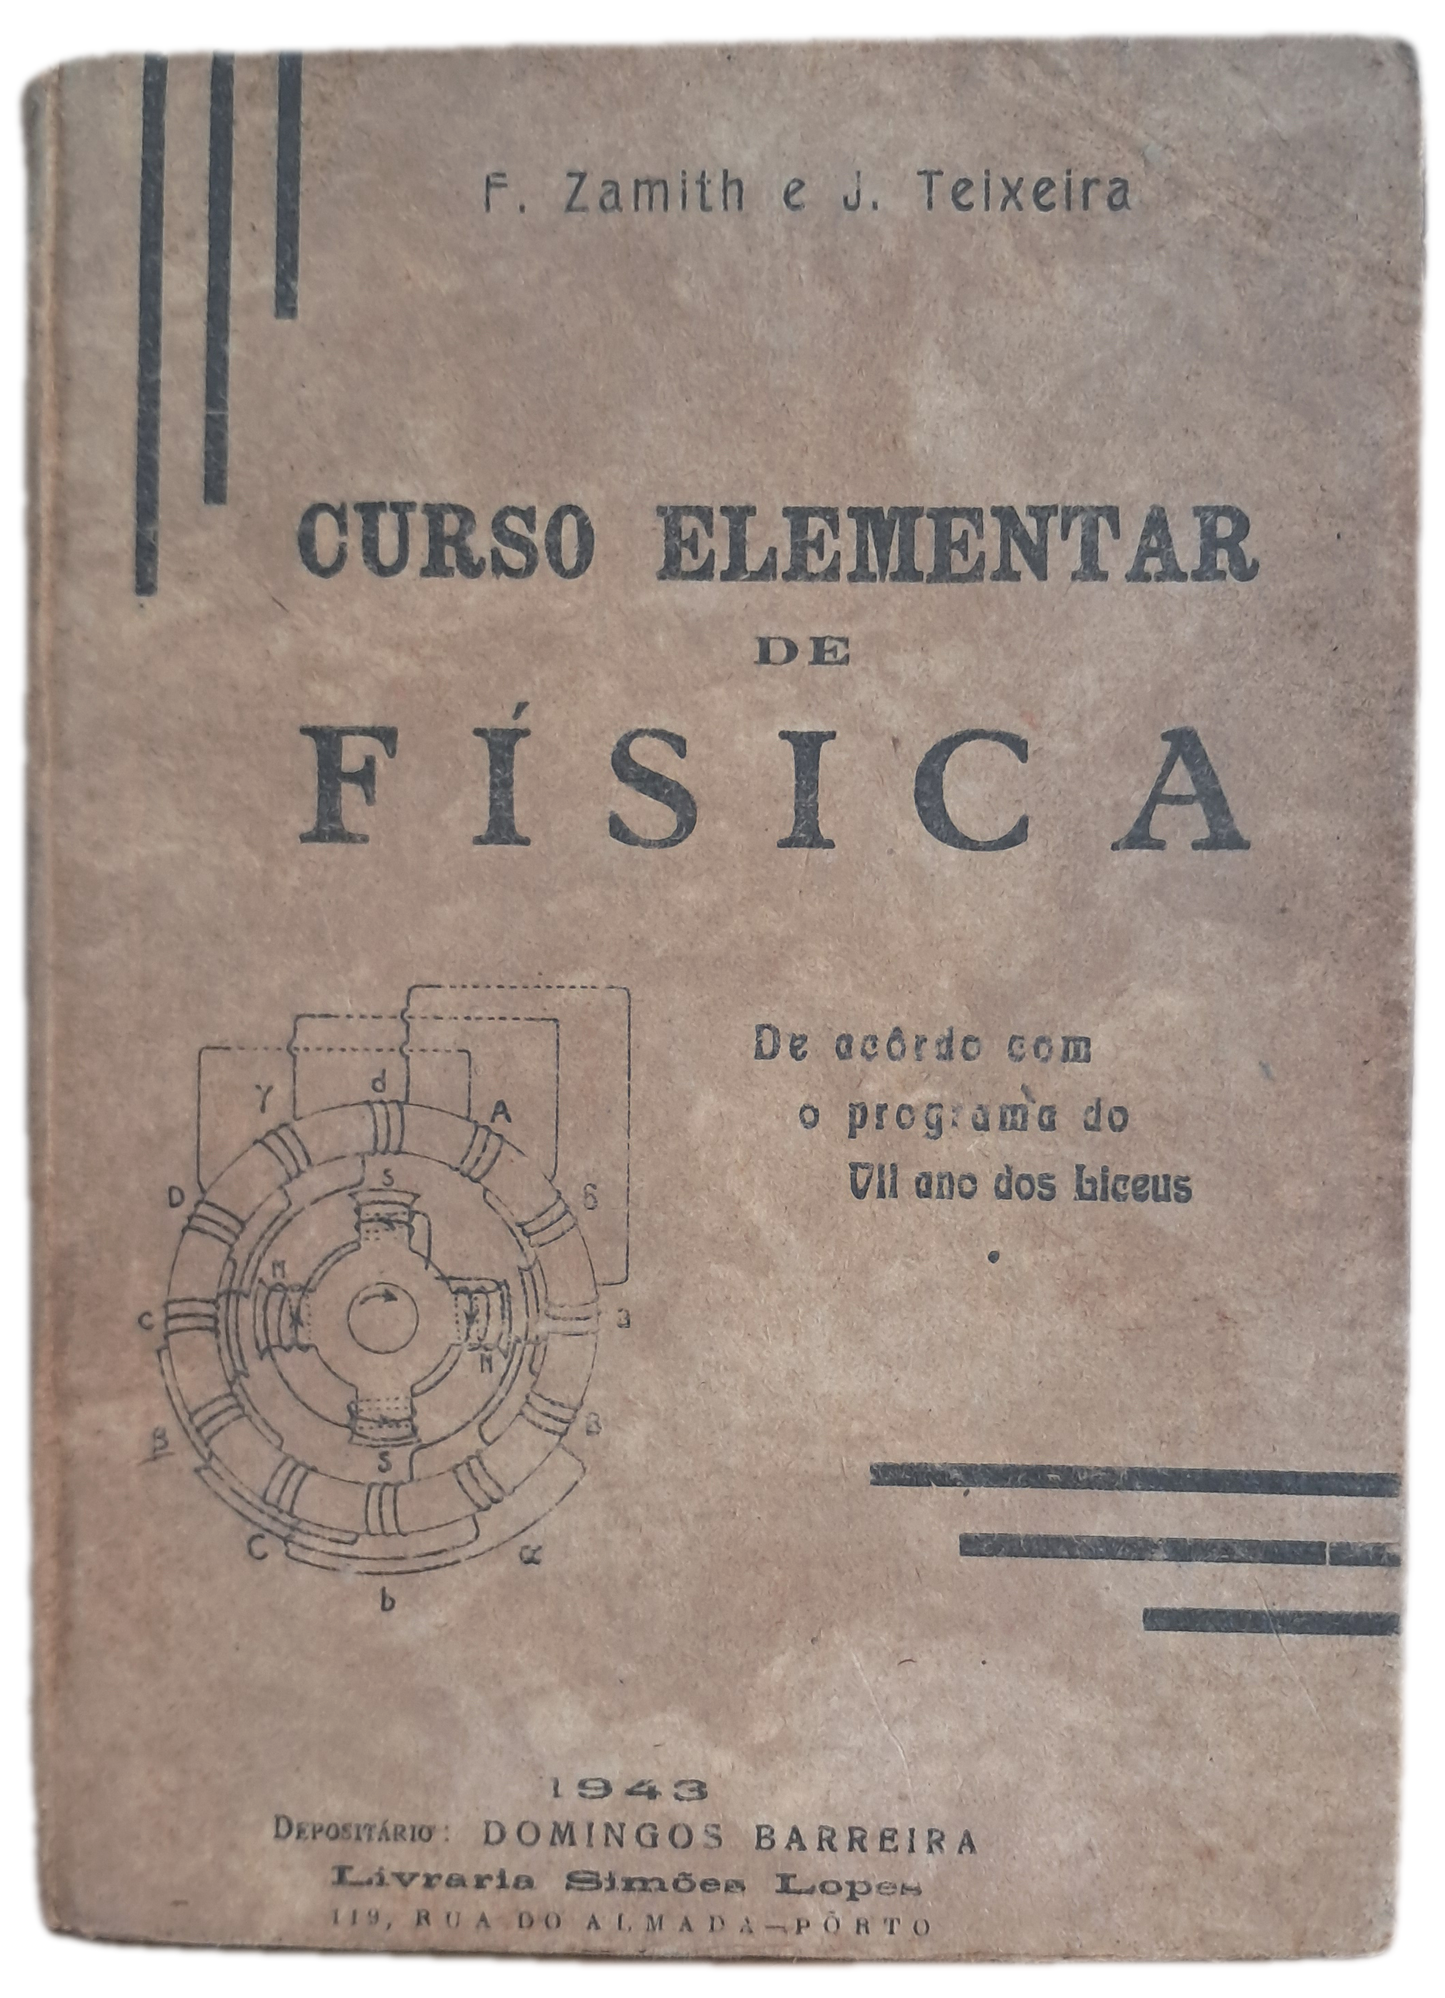 F. Zamith e J. Teixeira
CURSO ELEMENTAR
DE
FÍSICA
De acôrdo com
o programa do
VII ano dos Liceus
γ
d
A
D
S
δ
N
c
a
N
B
β
S
C
α
b
1943
DEPOSITÁRIO: DOMINGOS BARREIRA
Livraria Simões Lopes
119, RUA DO ALMADA—PÔRTO